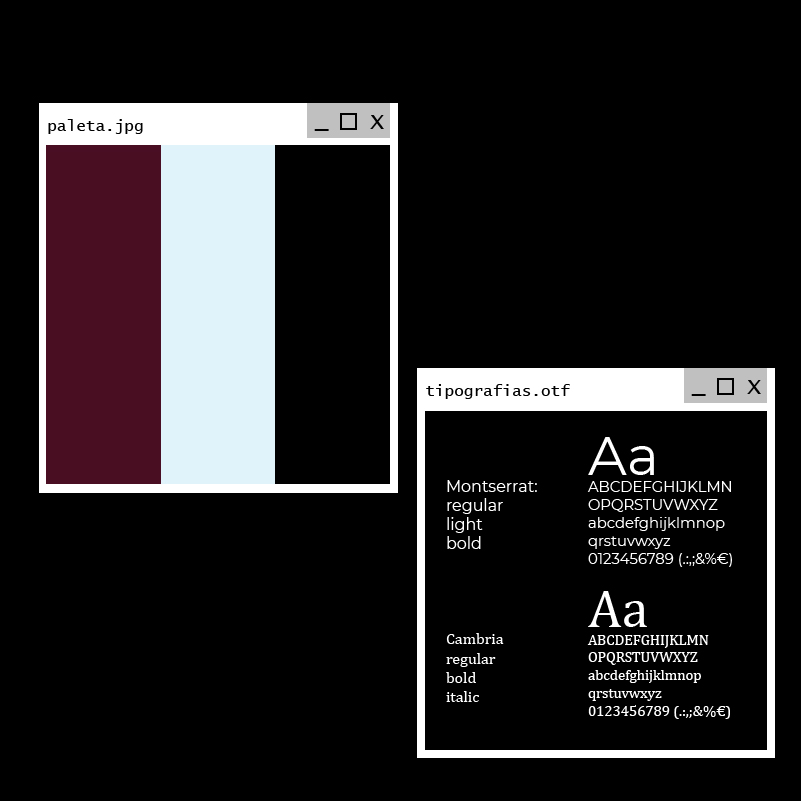 paleta.jpg
_ □ X
tipografias.otf
_ □ X
Aa
Montserrat:
regular
light
bold
ABCDEFGHIJKLMN
OPQRSTUVWXYZ
abcdefghijklmnop
qrstuvwxyz
0123456789 (.:,;&%€)
Aa
Cambria
regular
bold
italic
ABCDEFGHIJKLMN
OPQRSTUVWXYZ
abcdefghijklmnop
qrstuvwxyz
0123456789 (.:,;&%€)